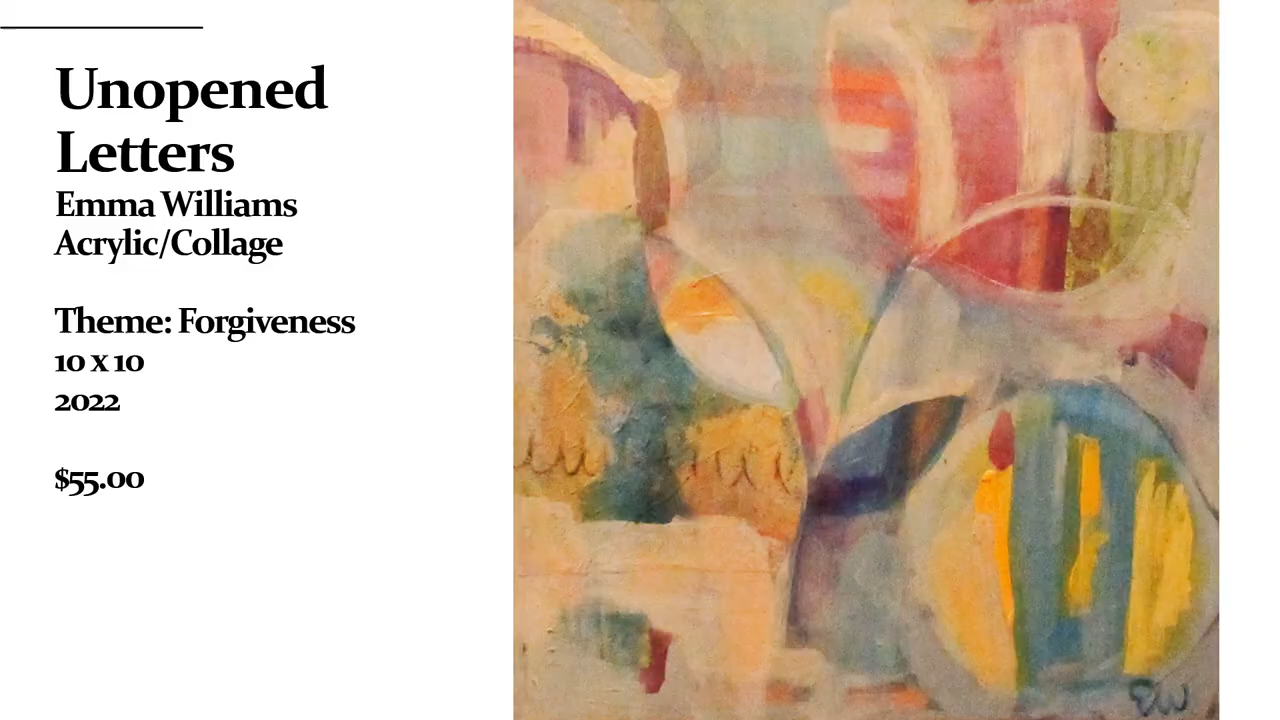 Unopened
Letters
Emma Williams
Acrylic/Collage
Theme: Forgiveness
10 x 10
2022
$55.00
EW